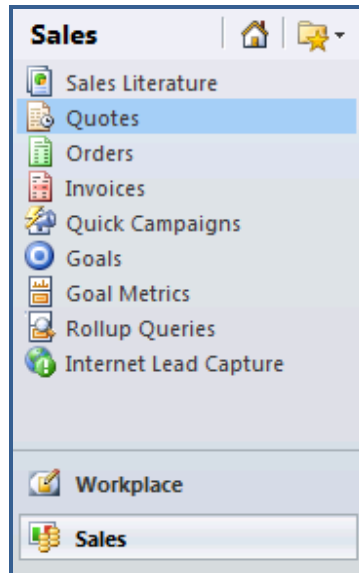 Sales
Sales Literature
Quotes
Orders
Invoices
Quick Campaigns
Goals
Goal Metrics
Rollup Queries
Internet Lead Capture
Workplace
Sales